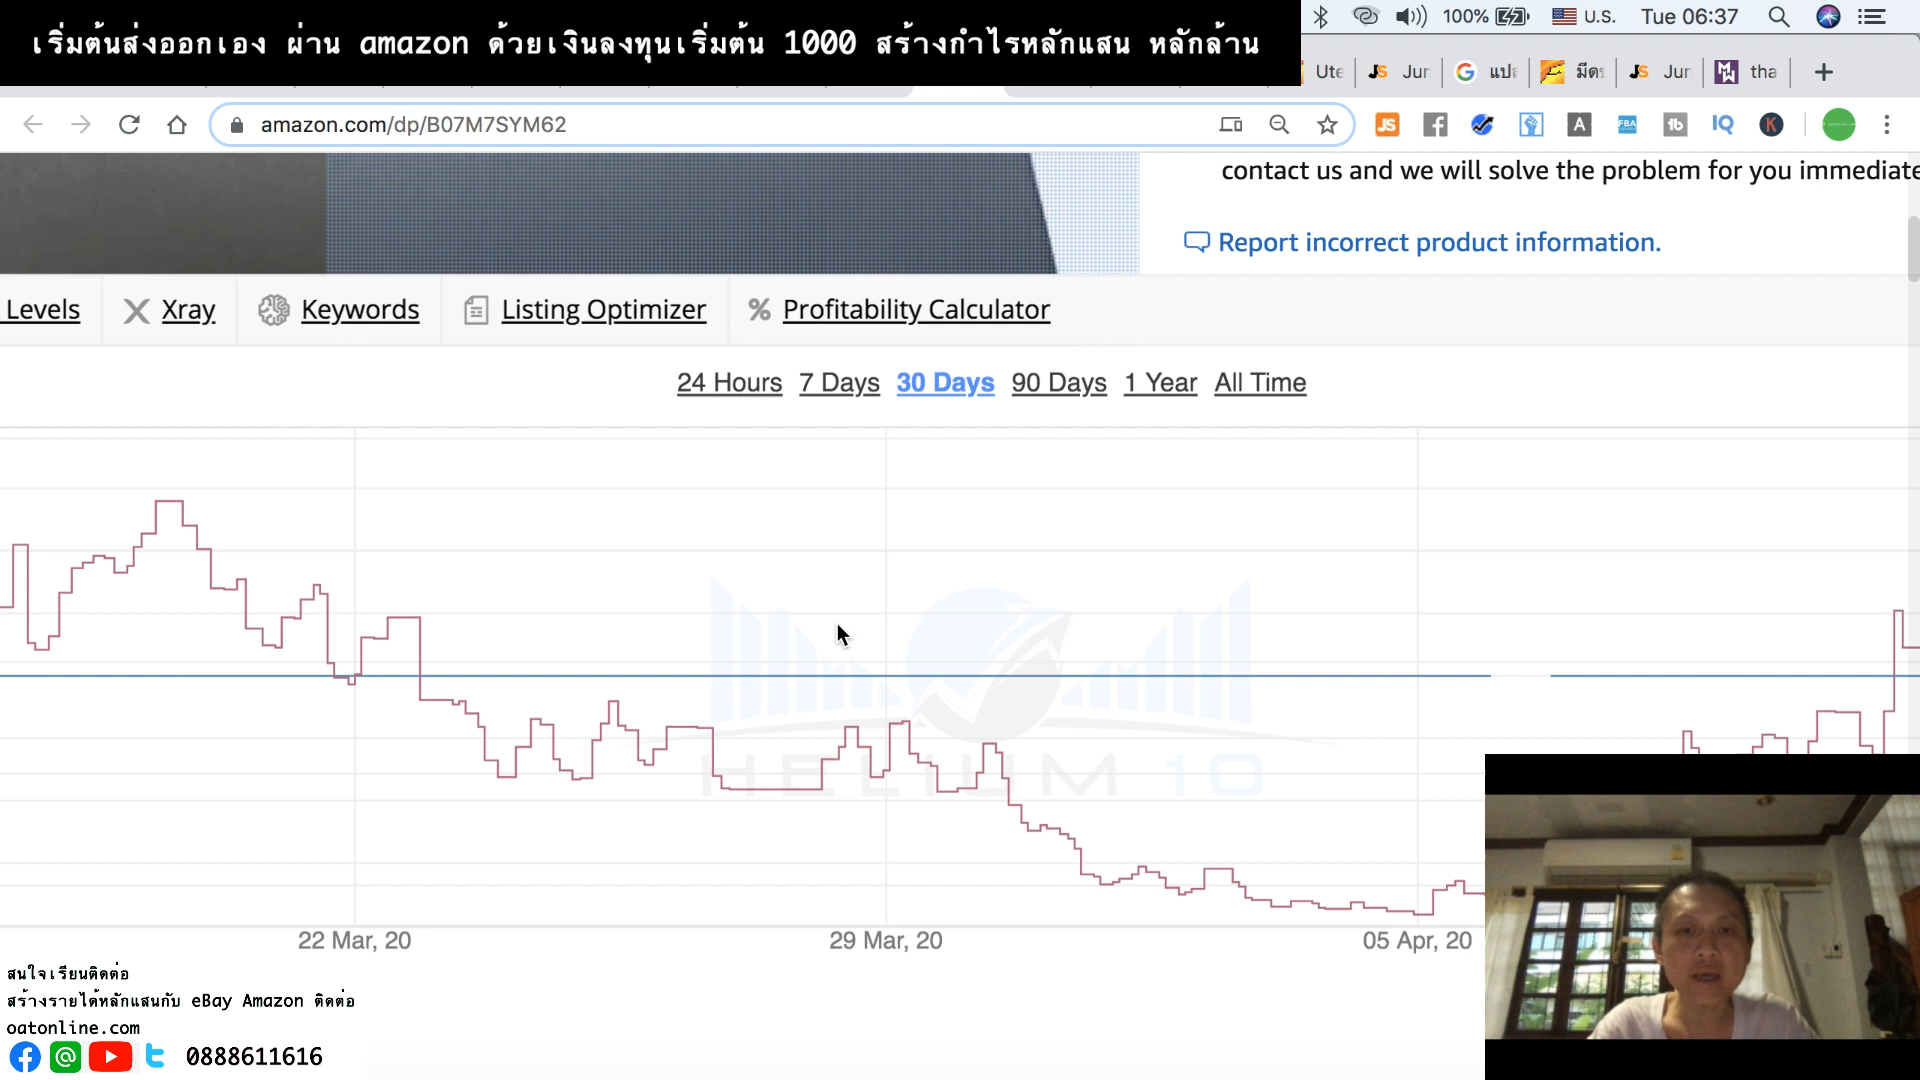 เริ่มต้นส่งออกเอง ผ่าน amazon ด้วยเงินลงทุนเริ่มต้น 1000 สร้างกำไรหลักแสน หลักล้าน
100% U.S. Tue 06:37
Ute Jur แปล มีดข Jur tha
amazon.com/dp/B07M7SYM62
JS A FBA 1b IQ K
contact us and we will solve the problem for you immediate
Report incorrect product information.
Levels Xray Keywords Listing Optimizer % Profitability Calculator
24 Hours 7 Days 30 Days 90 Days 1 Year All Time
HELIUM 10
22 Mar, 20 29 Mar, 20 05 Apr, 20
สนใจเรียนติดต่อ
สร้างรายได้หลักแสนกับ eBay Amazon ติดต่อ
oatonline.com
0888611616